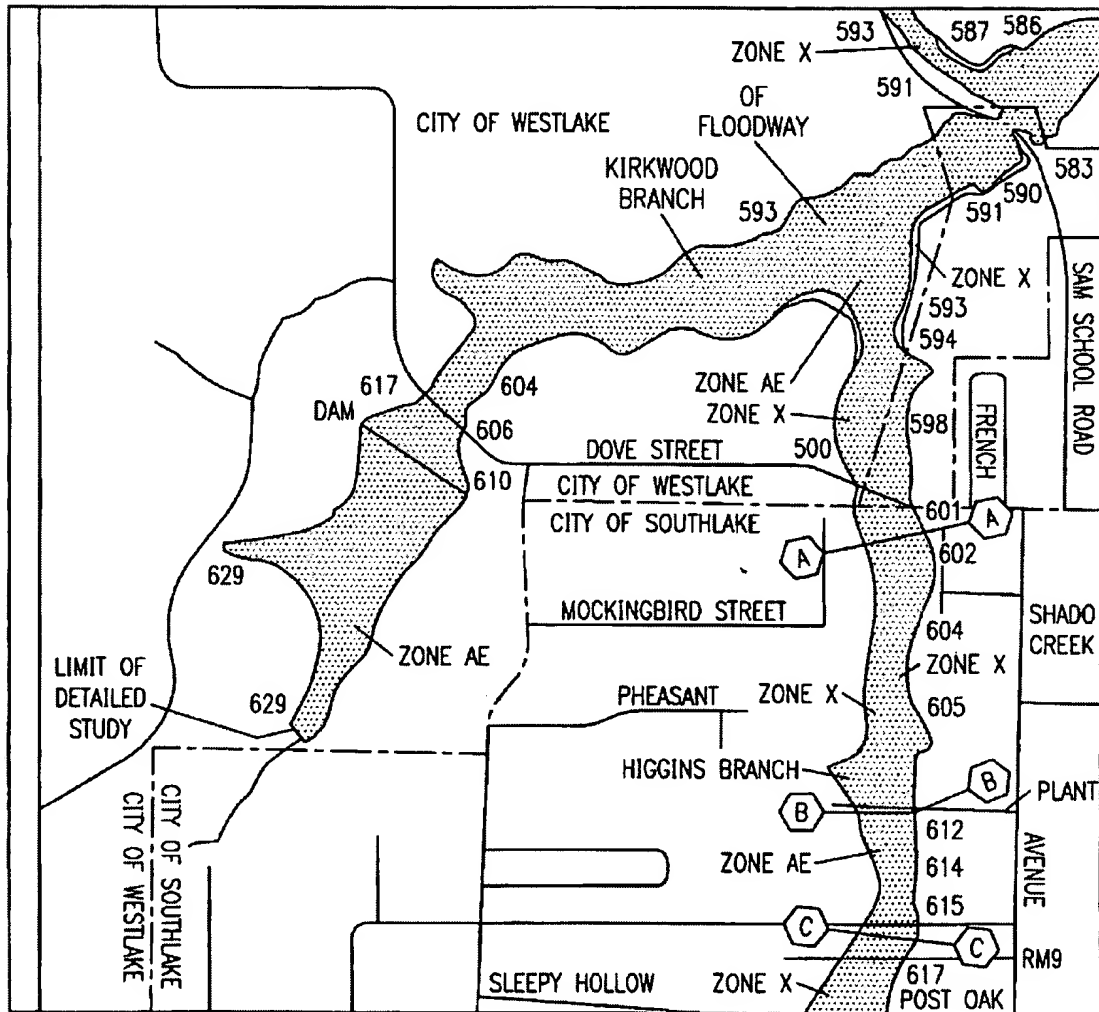 593
587
586
ZONE X
591
OF
FLOODWAY
CITY OF WESTLAKE
KIRKWOOD
BRANCH
593
583
590
591
ZONE X
593
594
SAM SCHOOL ROAD
617
604
ZONE AE
DAM
ZONE X
606
598
FRENCH
500
DOVE STREET
610
CITY OF WESTLAKE
601
A
CITY OF SOUTHLAKE
A
602
629
MOCKINGBIRD STREET
604
SHADO
CREEK
ZONE AE
ZONE X
LIMIT OF
DETAILED
STUDY
629
PHEASANT
ZONE X
605
HIGGINS BRANCH
B
PLANT
B
612
CITY OF SOUTHLAKE
CITY OF WESTLAKE
ZONE AE
614
AVENUE
615
C
C
RM9
SLEEPY HOLLOW
ZONE X
617
POST OAK